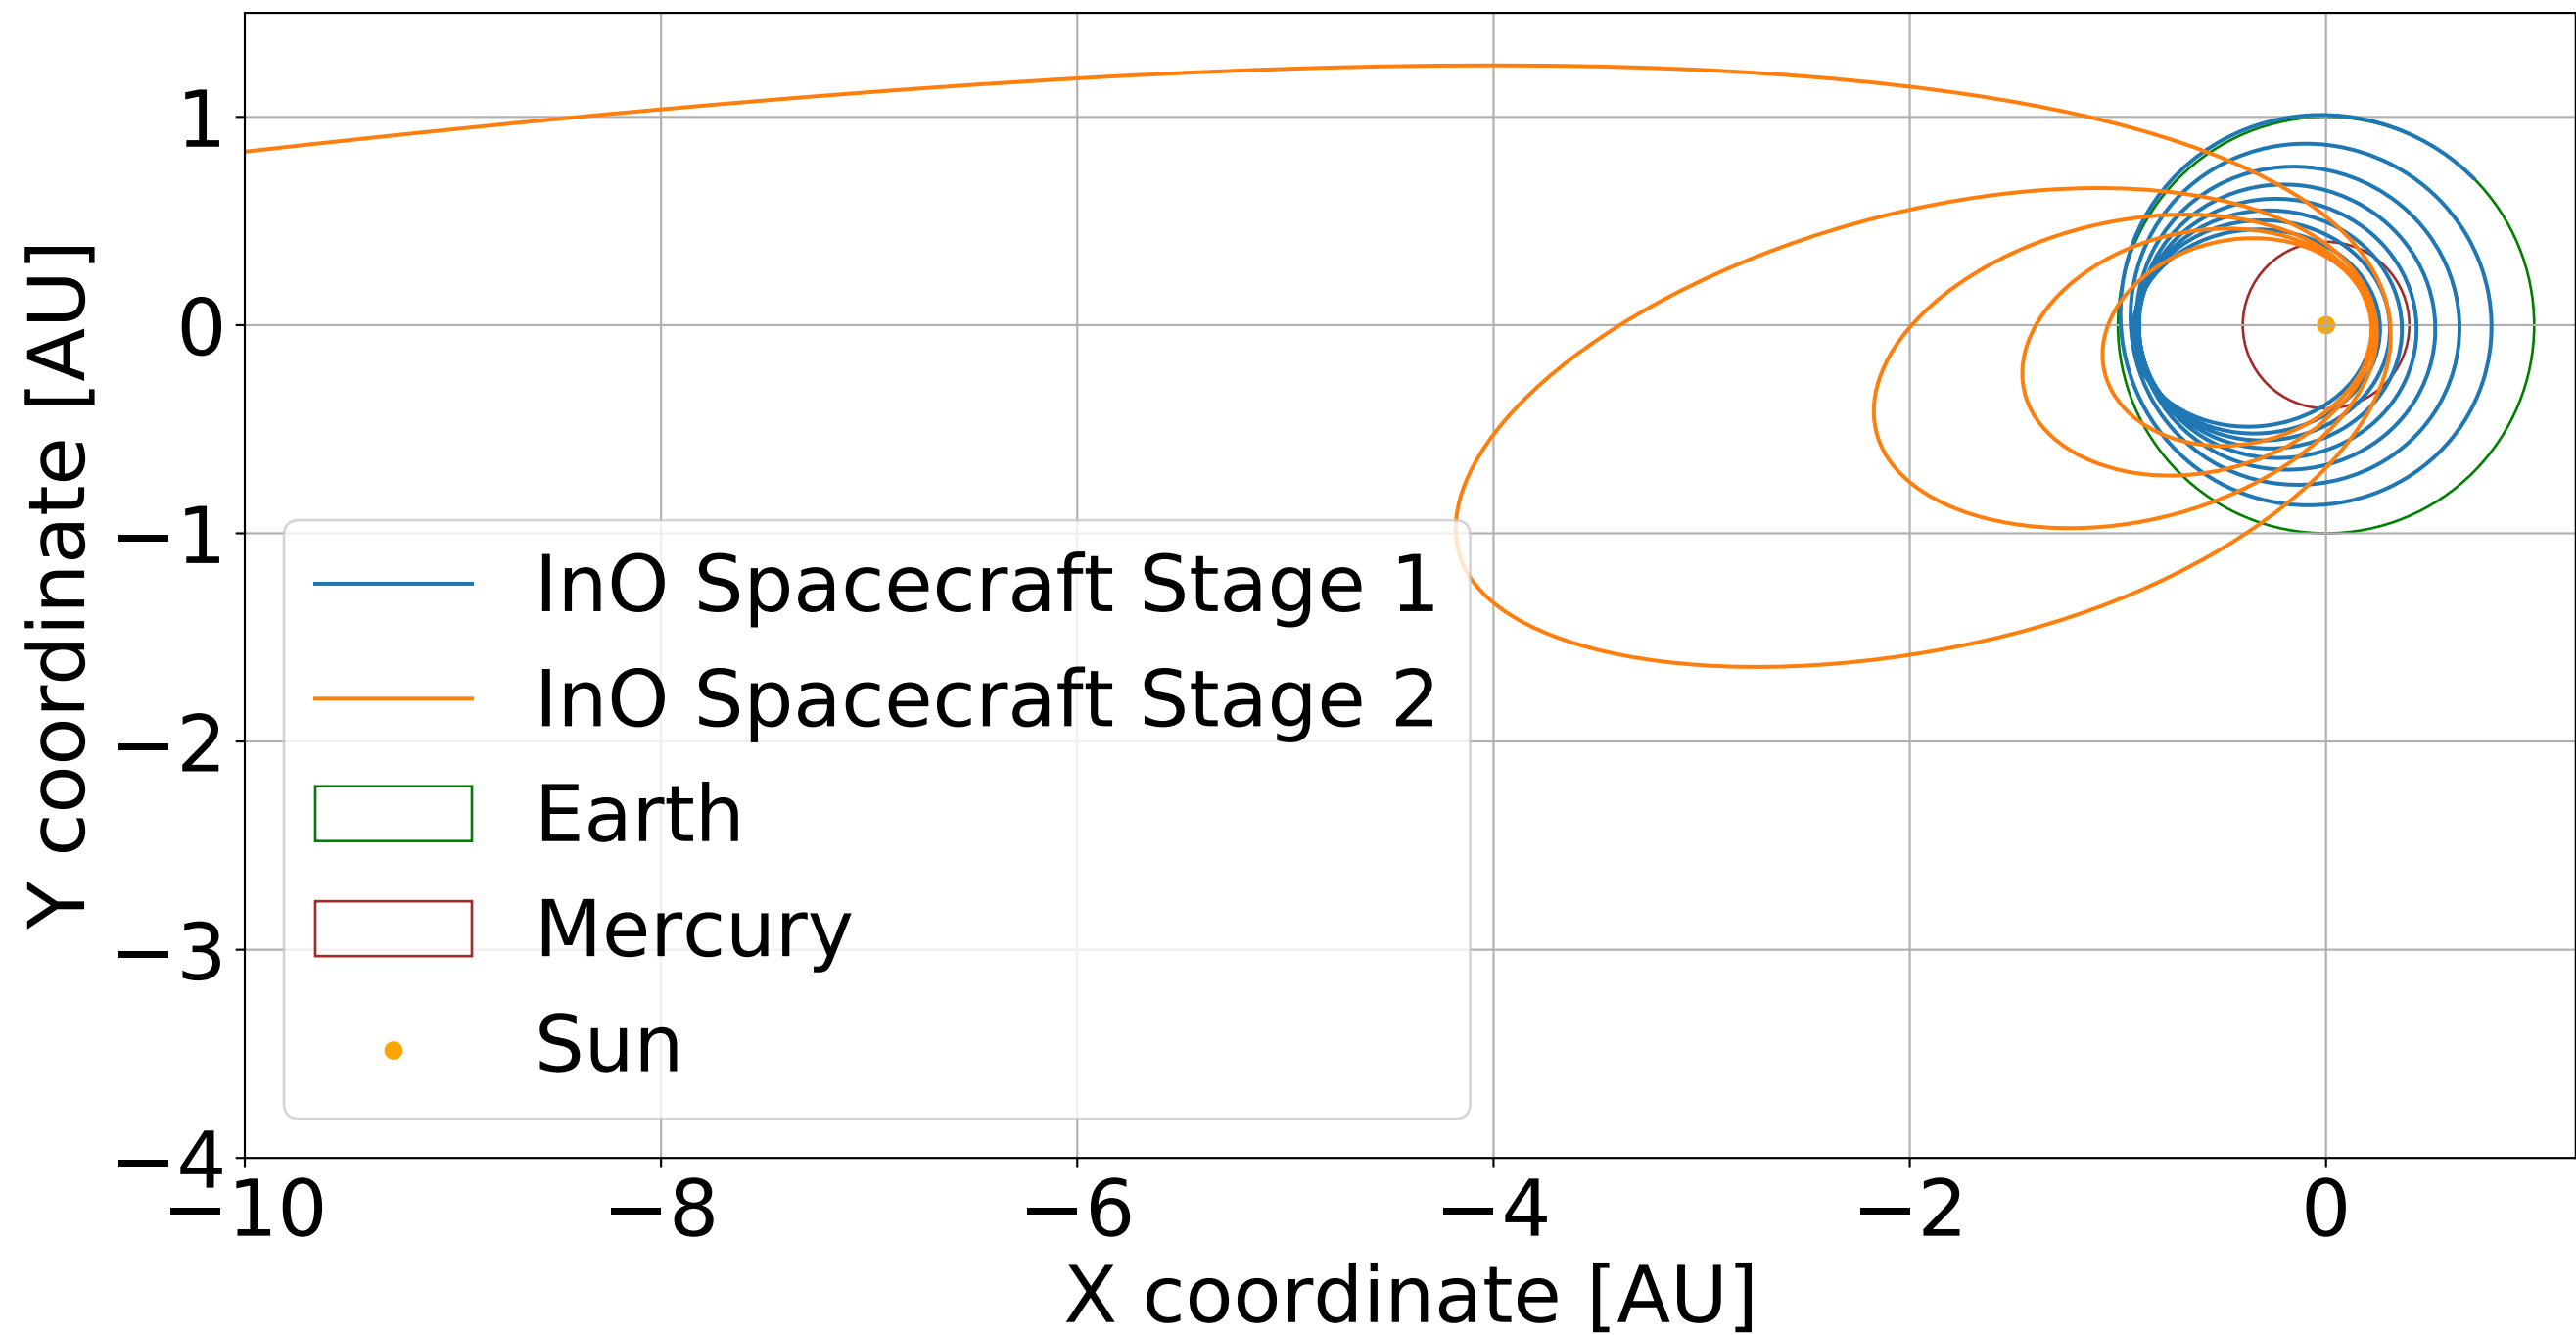 Y coordinate [AU]
1
0
−1
−2
−3
−4
InO Spacecraft Stage 1
InO Spacecraft Stage 2
Earth
Mercury
Sun
−10 −8 −6 −4 −2 0
X coordinate [AU]